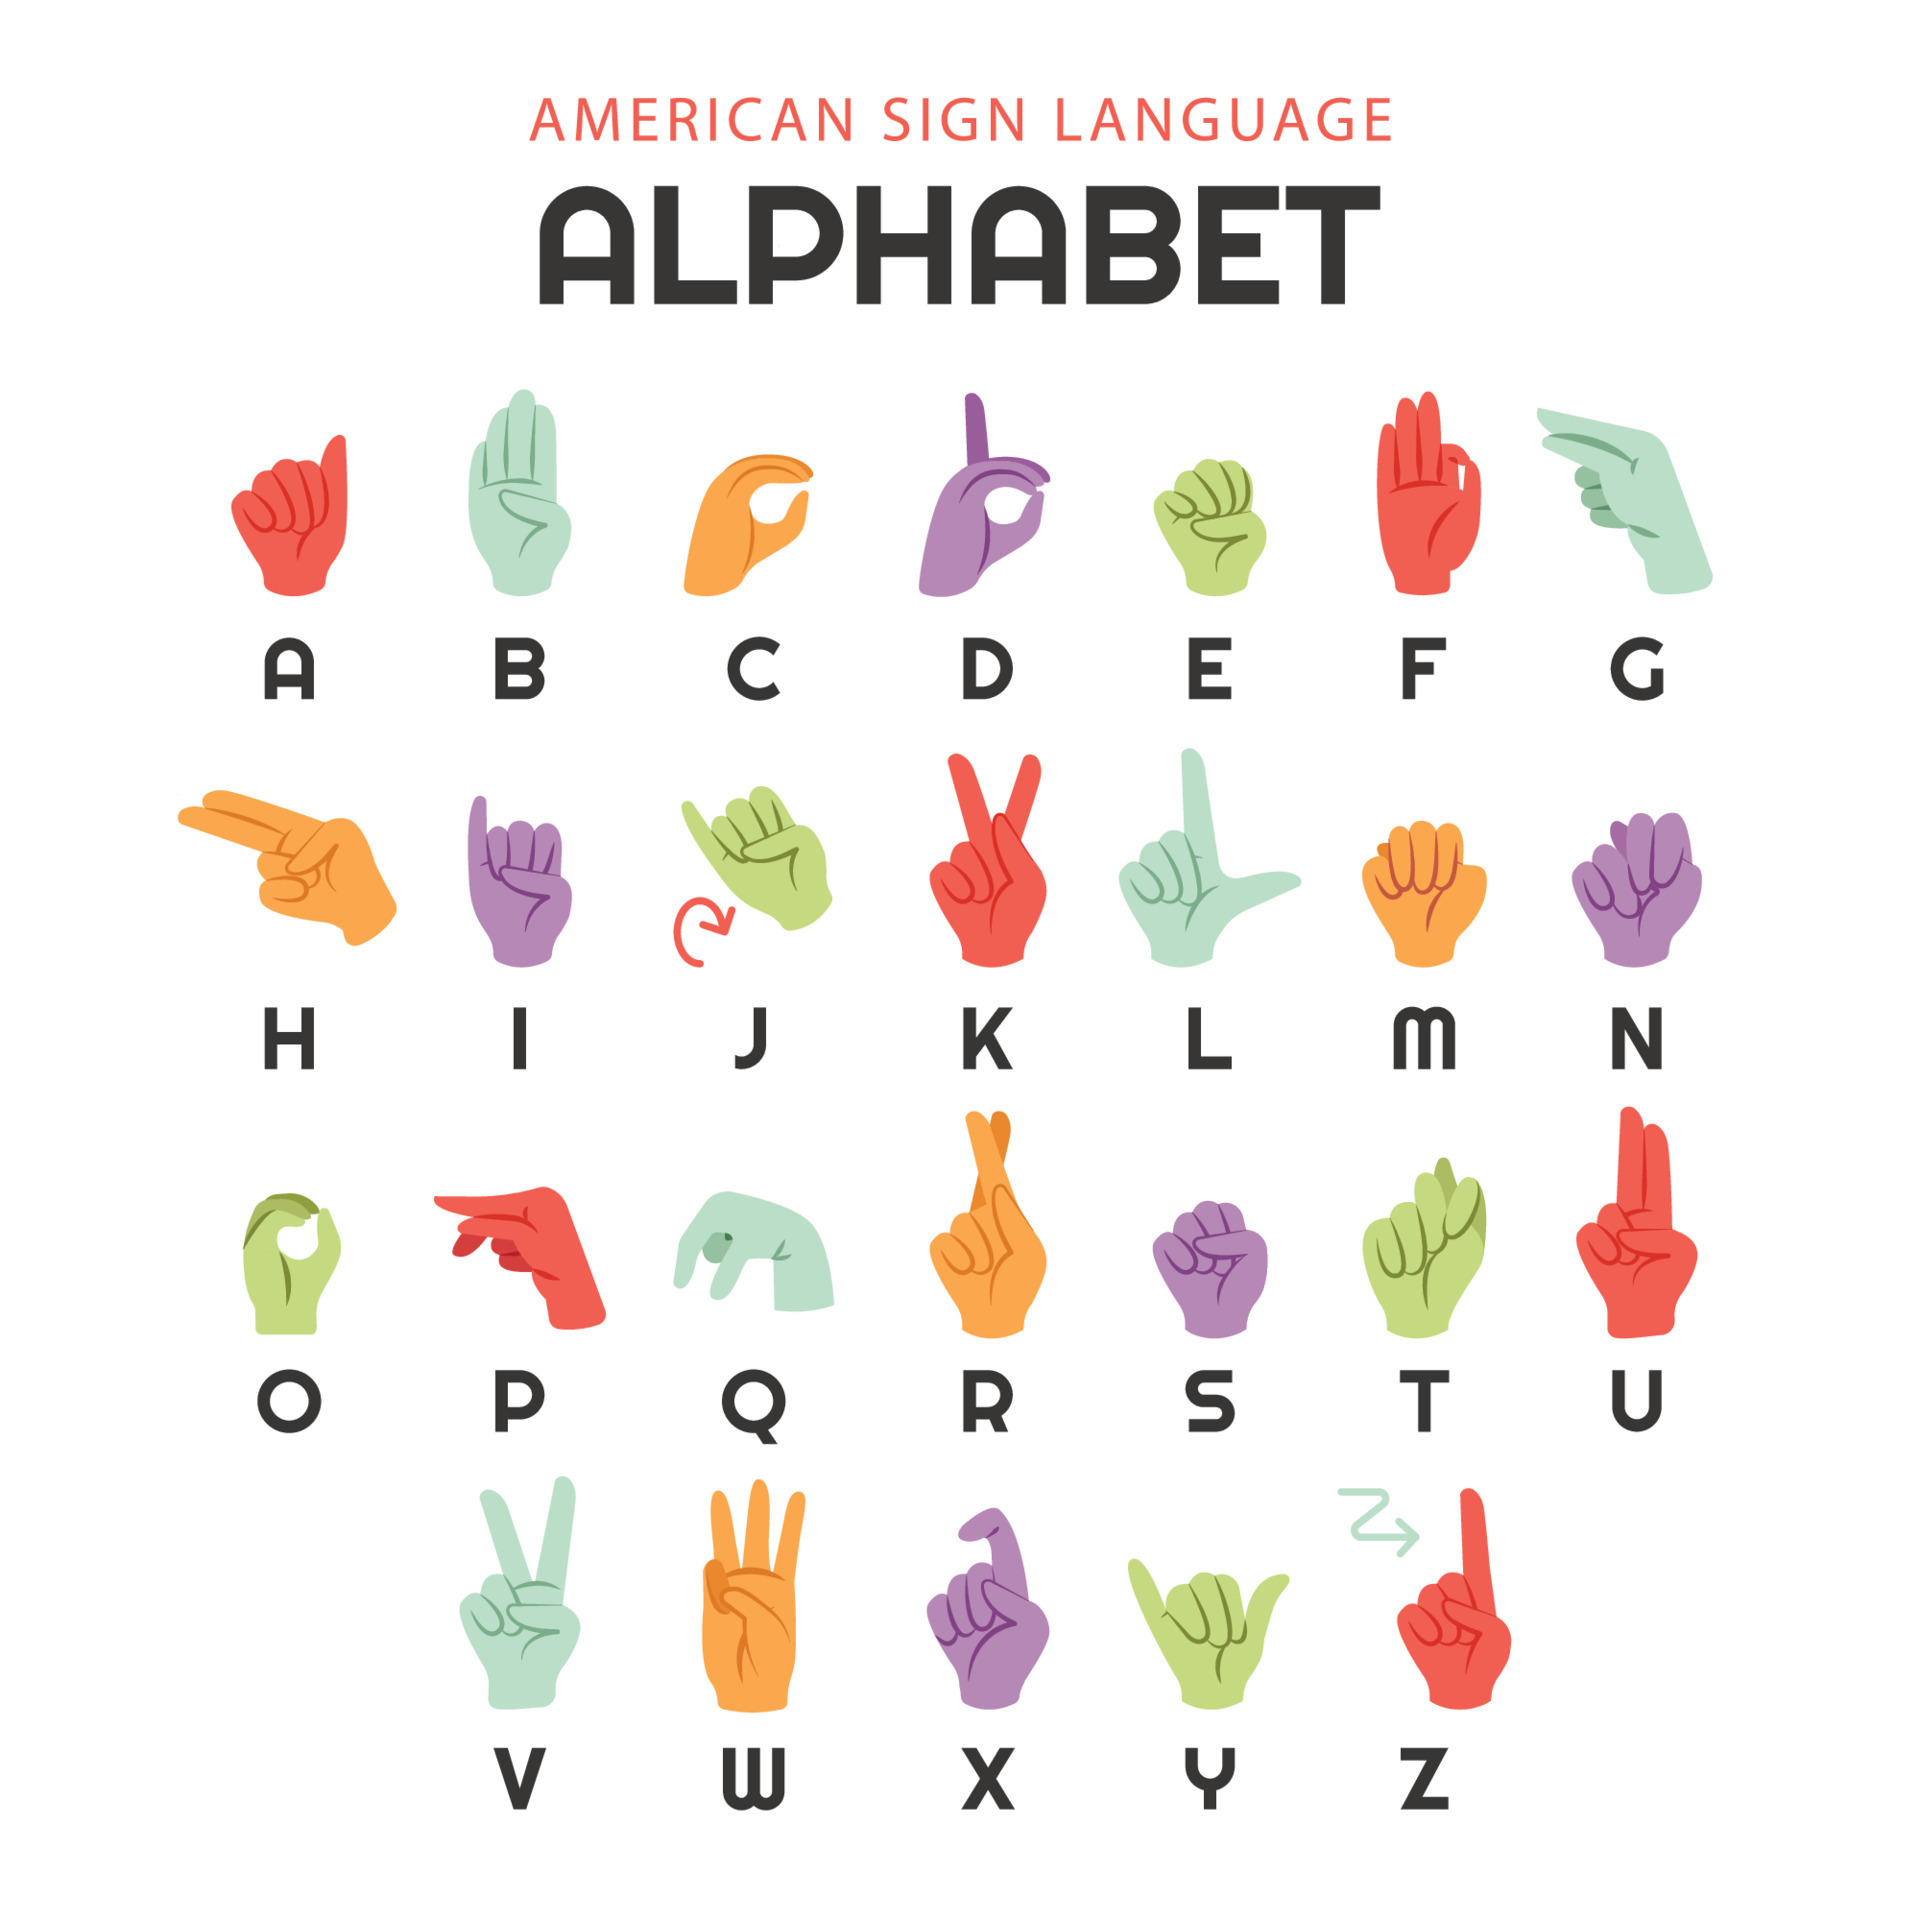 AMERICAN SIGN LANGUAGE
ALPHABET
A B C D E F G
H I J K L M N
O P Q R S T U
V W X Y Z